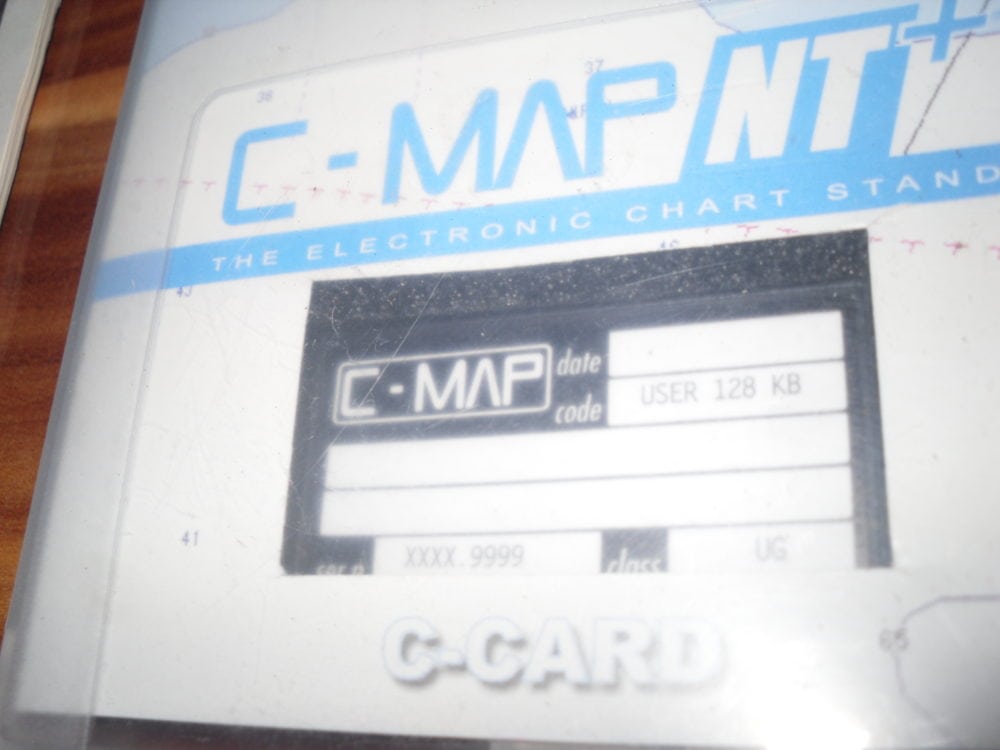 38
37
C-MAP NT+
THE ELECTRONIC CHART STAND
43
C-MAP
date
code USER 128 KB
XXXX.9999 class UG
41
C-CARD
65